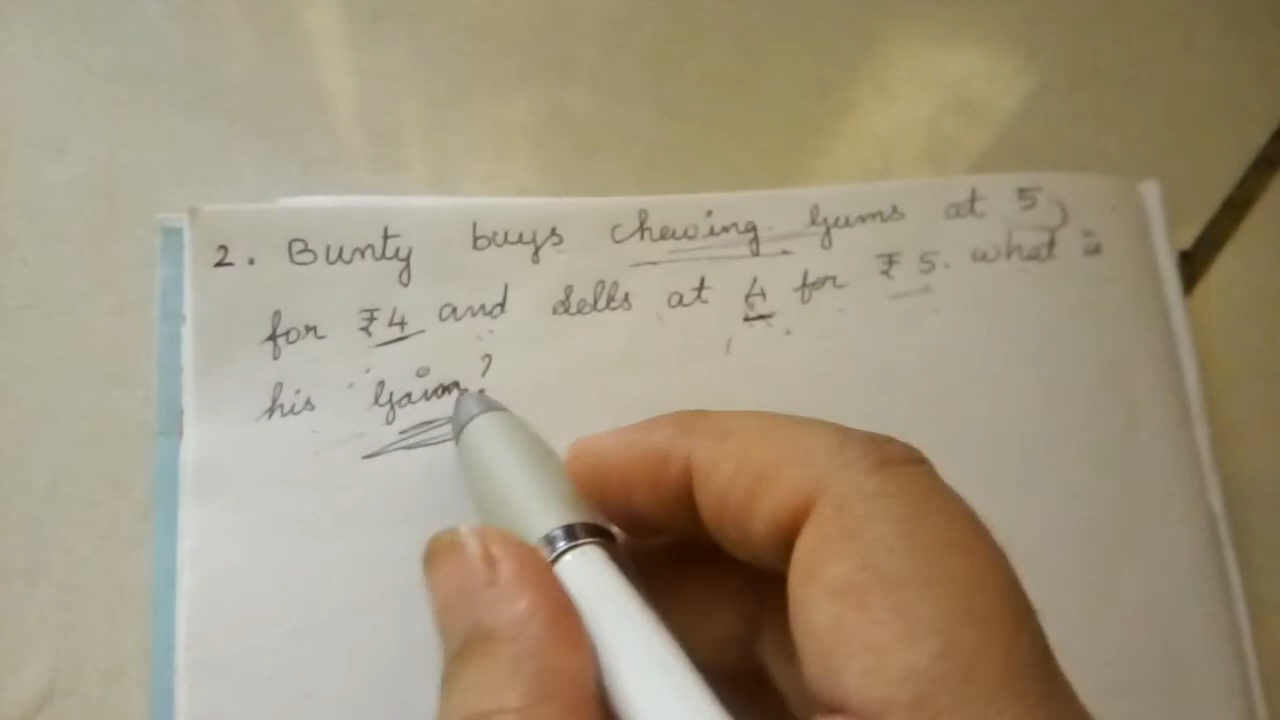 2. Bunty buys chewing Gums at 5
for ₹4 and sells at 4 for ₹5. what is
his Gain?